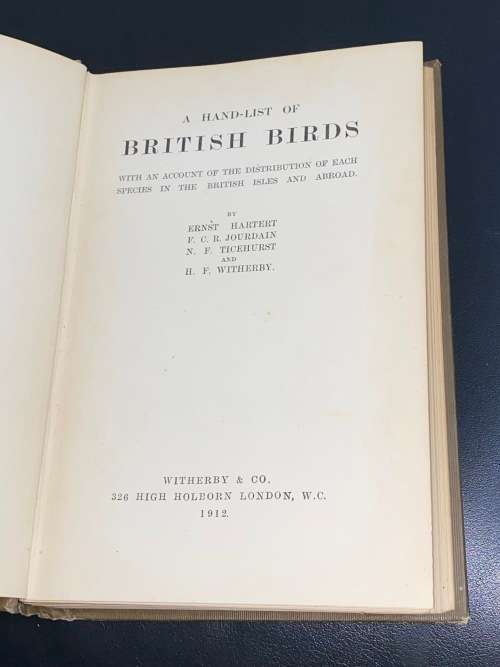 A HAND-LIST OF
BRITISH BIRDS
WITH AN ACCOUNT OF THE DISTRIBUTION OF EACH
SPECIES IN THE BRITISH ISLES AND ABROAD.
BY
ERNST HARTERT
F. C. R. JOURDAIN
N. F. TICEHURST
AND
H. F. WITHERBY.
WITHERBY & CO.
326 HIGH HOLBORN LONDON, W.C.
1912.